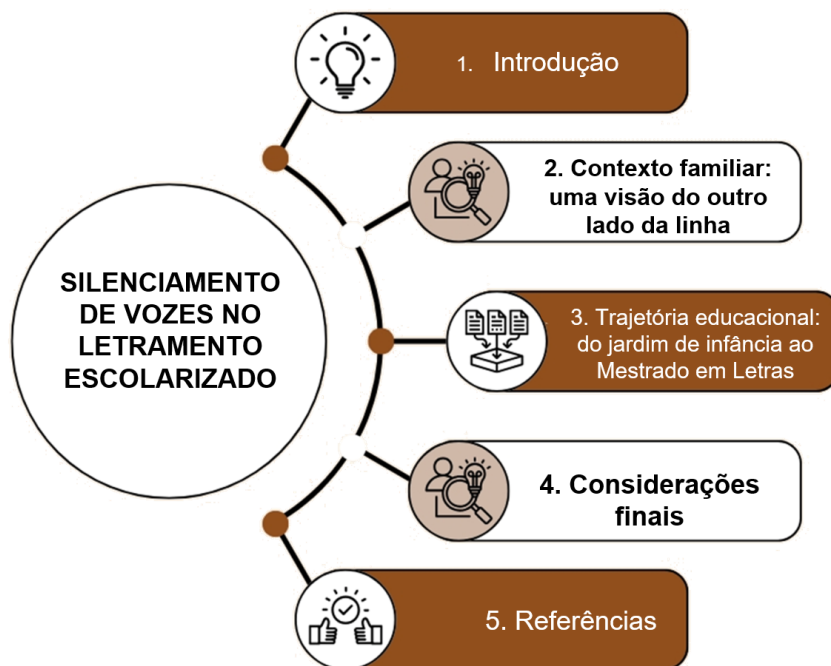 1. Introdução
2. Contexto familiar:
uma visão do outro
lado da linha
SILENCIAMENTO
DE VOZES NO
LETRAMENTO
ESCOLARIZADO
3. Trajetória educacional:
do jardim de infância ao
Mestrado em Letras
4. Considerações
finais
5. Referências